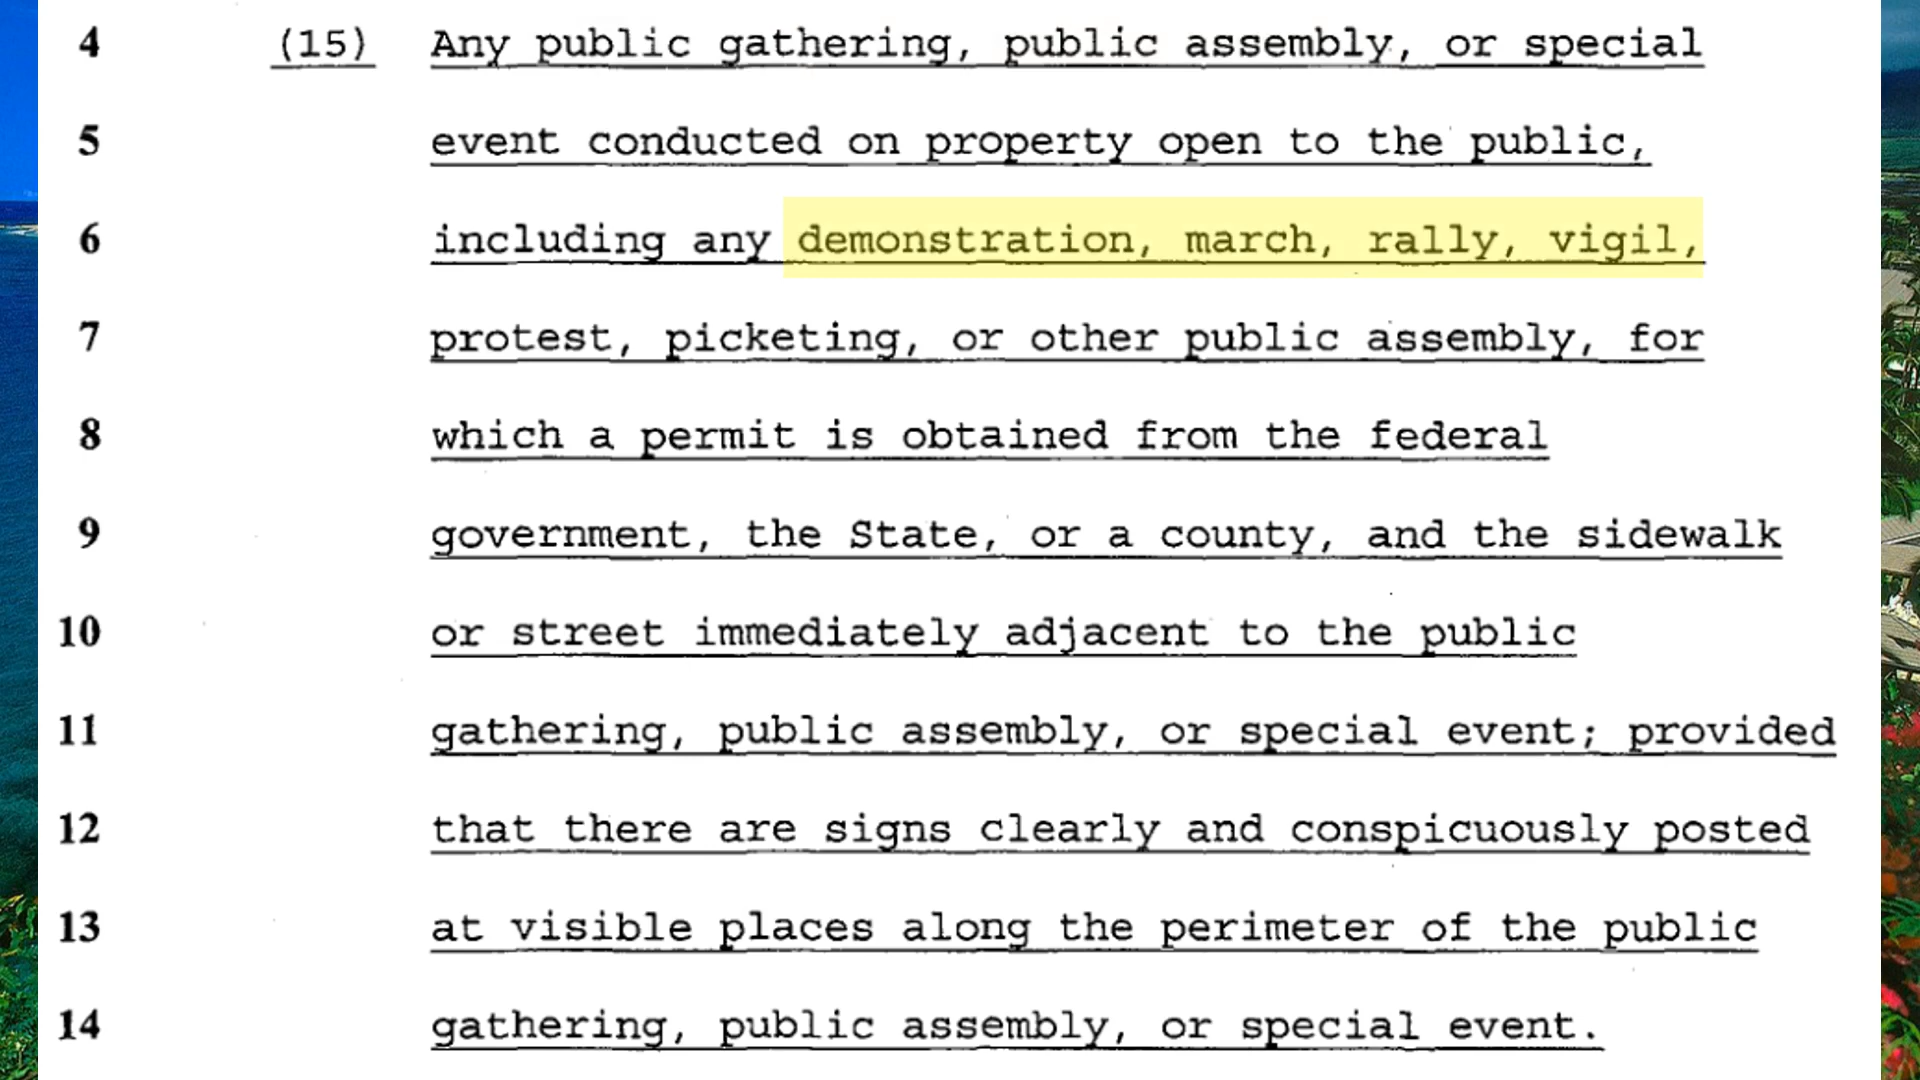 4 (15) Any public gathering, public assembly, or special
5 event conducted on property open to the public,
6 including any demonstration, march, rally, vigil,
7 protest, picketing, or other public assembly, for
8 which a permit is obtained from the federal
9 government, the State, or a county, and the sidewalk
10 or street immediately adjacent to the public
11 gathering, public assembly, or special event; provided
12 that there are signs clearly and conspicuously posted
13 at visible places along the perimeter of the public
14 gathering, public assembly, or special event.